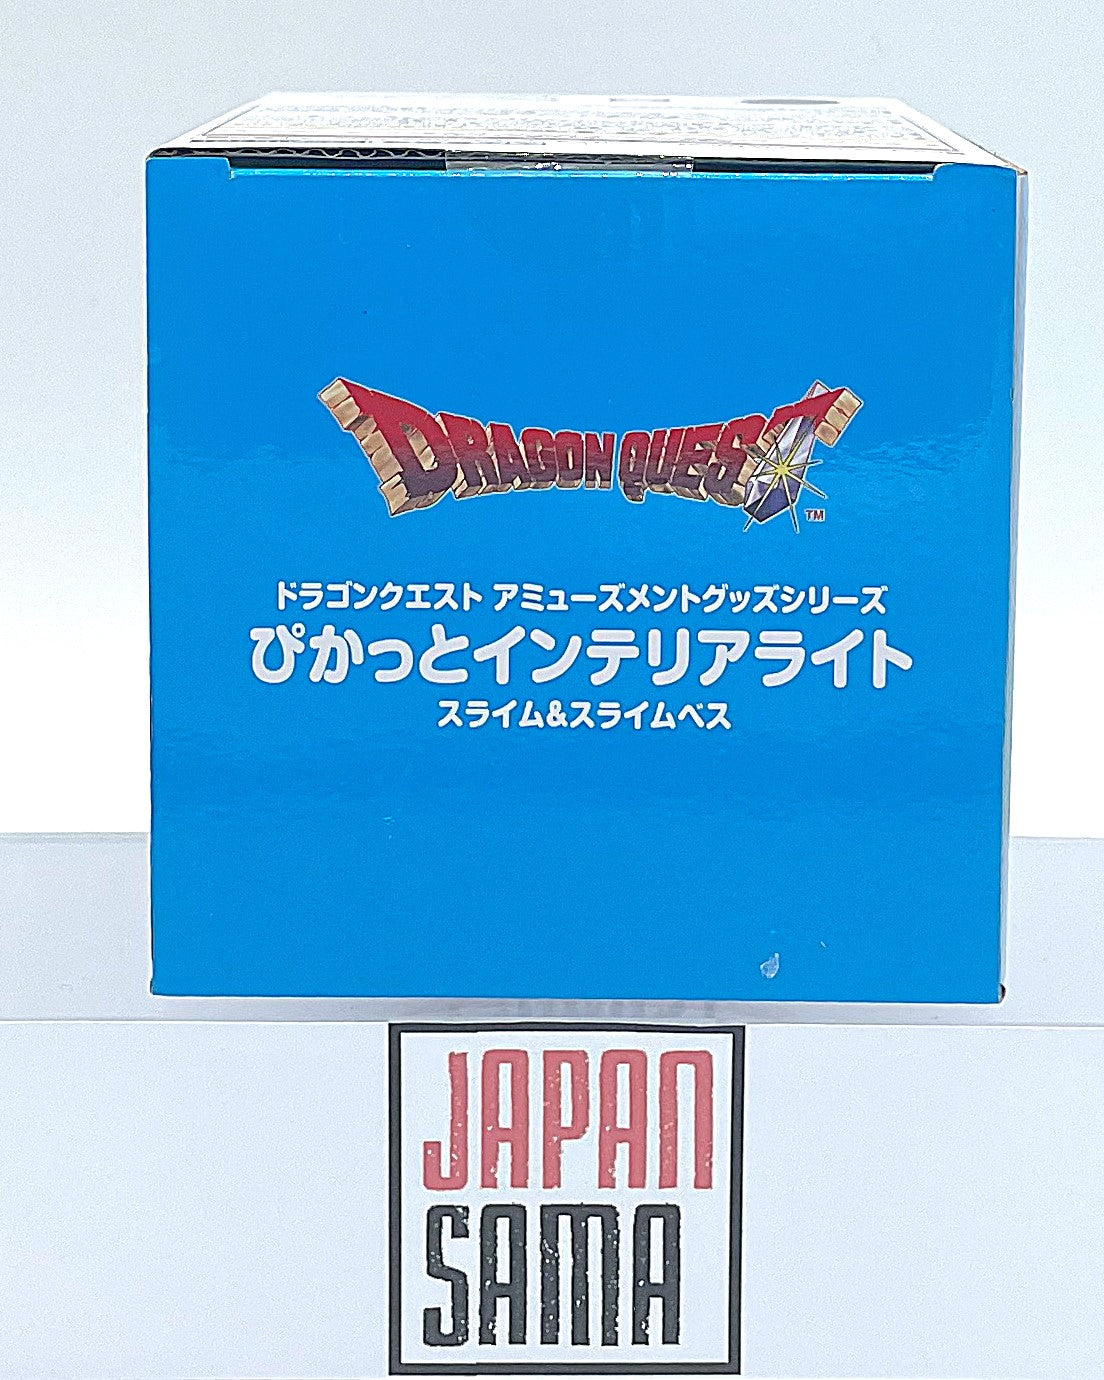 DRAGON QUEST
TM
ドラゴンクエスト アミューズメントグッズシリーズ
ぴかっとインテリアライト
スライム&スライムベス
JAPAN
SAMA